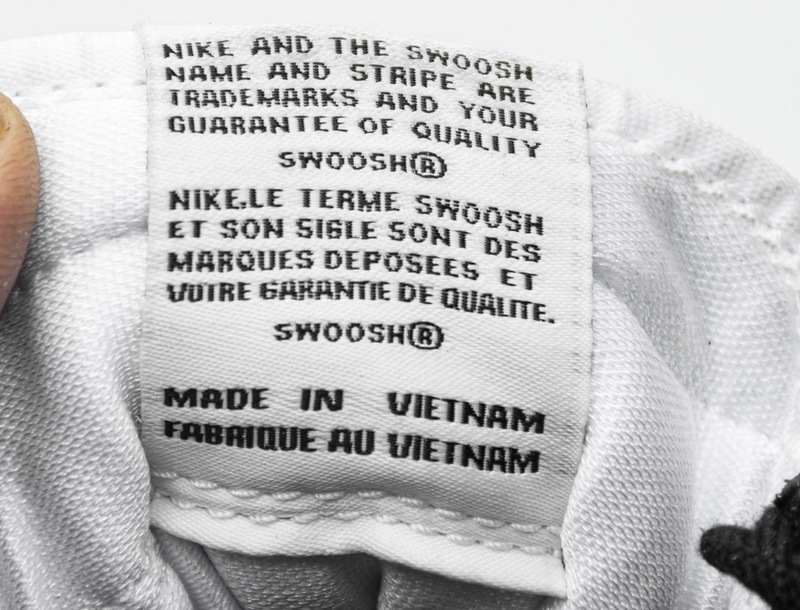 NIKE AND THE SWOOSH
NAME AND STRIPE ARE
TRADEMARKS AND YOUR
GUARANTEE OF QUALITY
SWOOSH®
NIKE,LE TERME SWOOSH
ET SON SIGLE SONT DES
MARQUES DEPOSEES ET
VOTRE GARANTIE DE QUALITE.
SWOOSH®
MADE IN VIETNAM
FABRIQUE AU VIETNAM